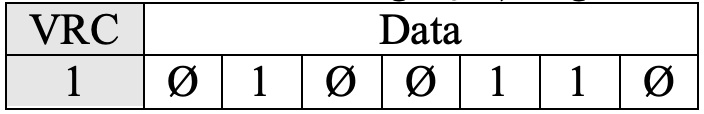 VRC Data
1 Ø 1 Ø Ø 1 1 Ø